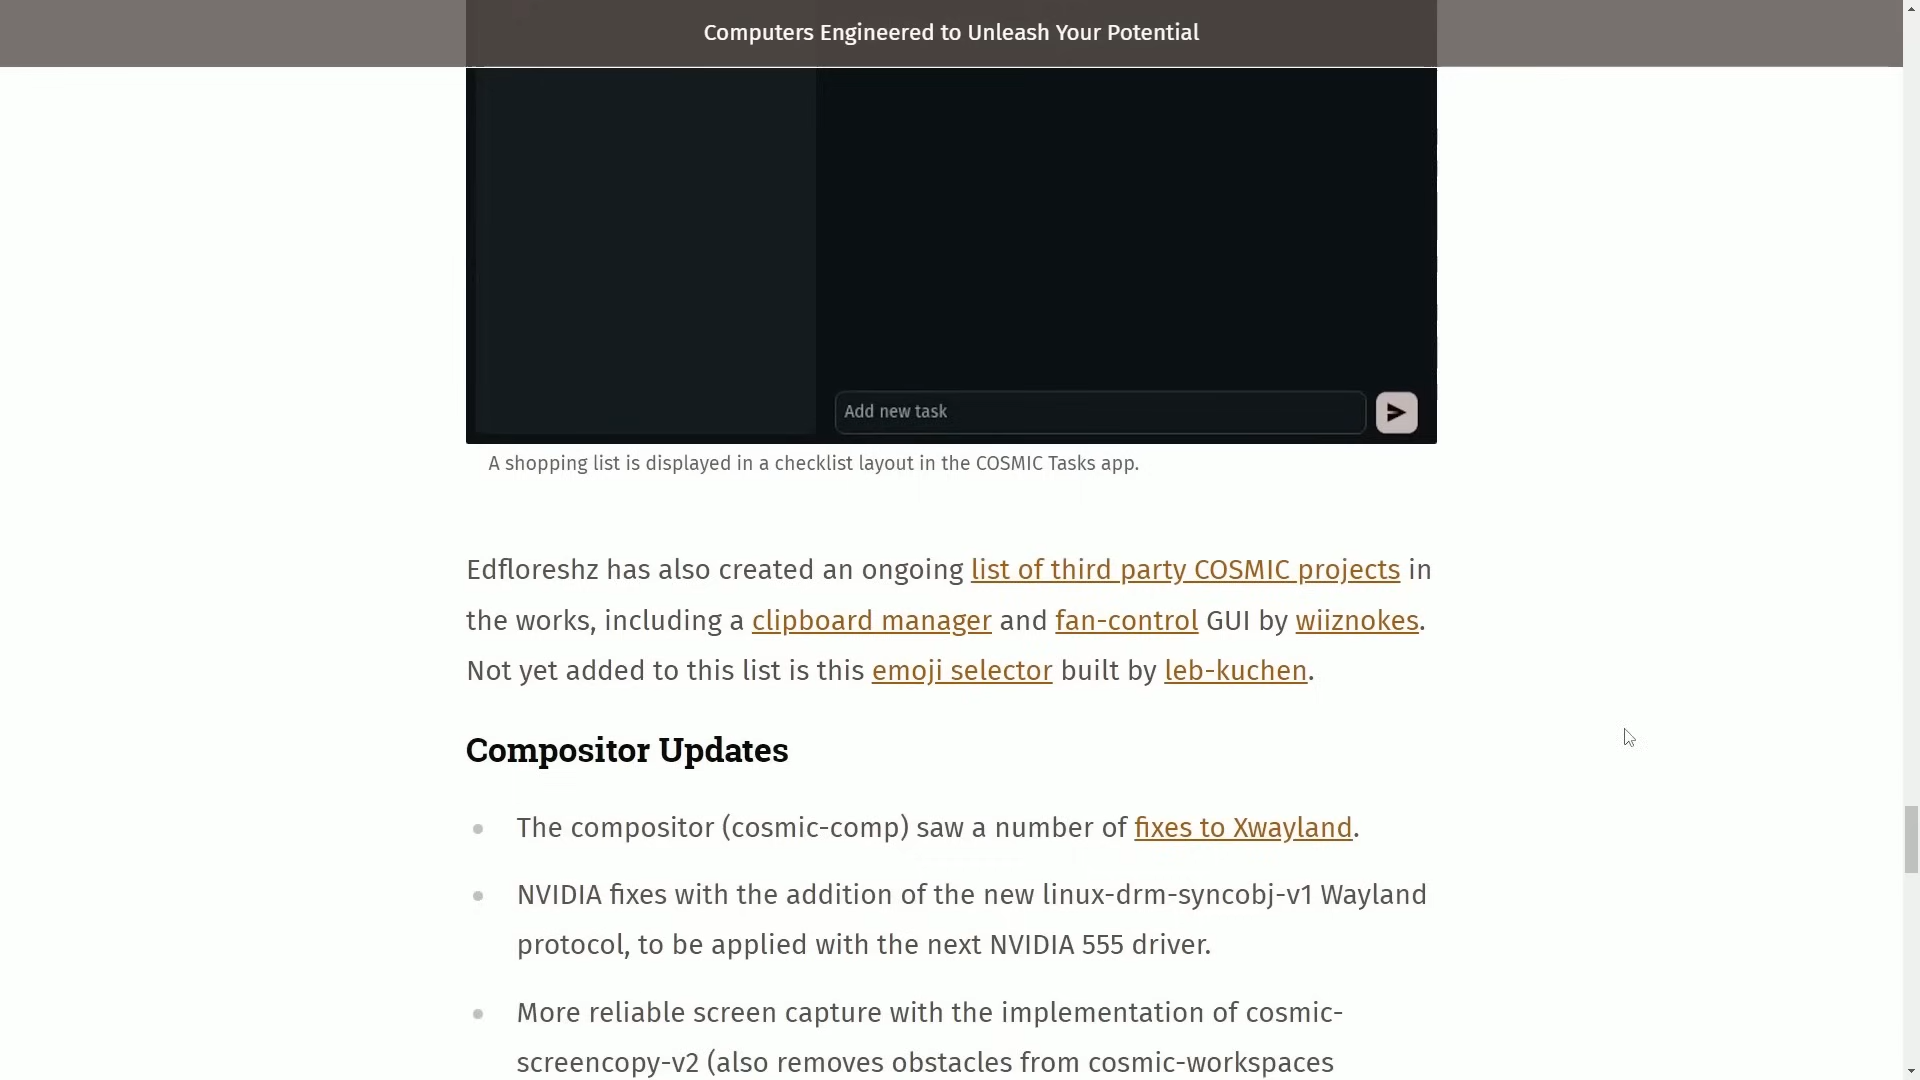 Computers Engineered to Unleash Your Potential
Add new task
A shopping list is displayed in a checklist layout in the COSMIC Tasks app.
Edfloreshz has also created an ongoing list of third party COSMIC projects in
the works, including a clipboard manager and fan-control GUI by wiiznokes.
Not yet added to this list is this emoji selector built by leb-kuchen.
Compositor Updates
The compositor (cosmic-comp) saw a number of fixes to Xwayland.
NVIDIA fixes with the addition of the new linux-drm-syncobj-v1 Wayland
protocol, to be applied with the next NVIDIA 555 driver.
More reliable screen capture with the implementation of cosmic-
screencopy-v2 (also removes obstacles from cosmic-workspaces